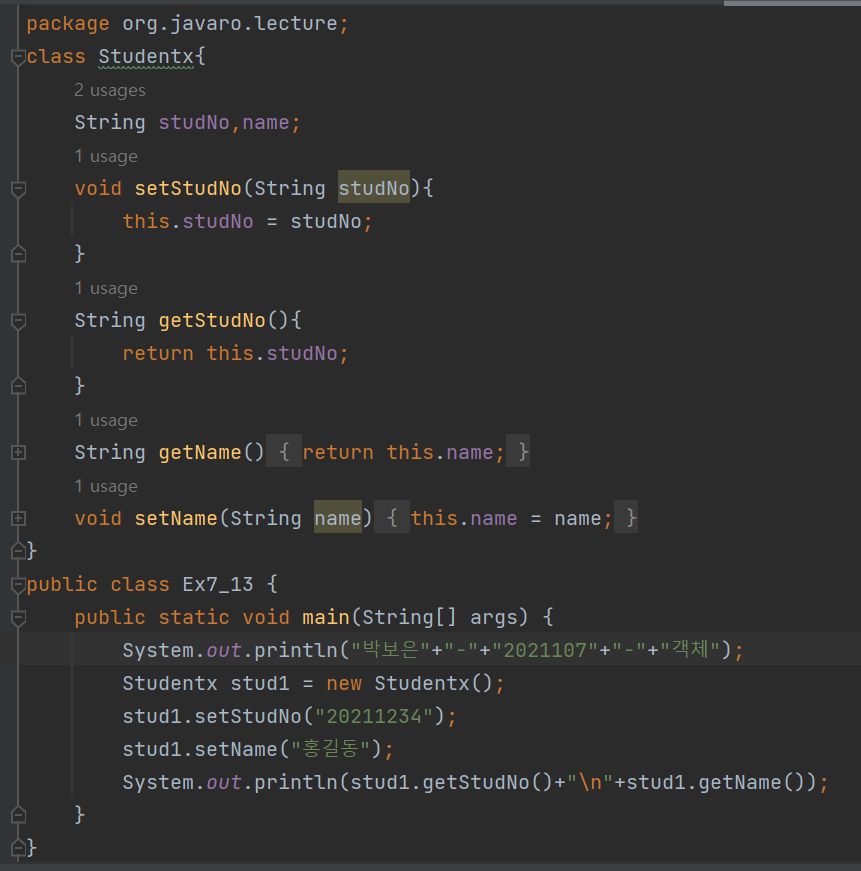 package org.javaro.lecture;
class Studentx{
2 usages
String studNo,name;
1 usage
void setStudNo(String studNo){
this.studNo = studNo;
}
1 usage
String getStudNo(){
return this.studNo;
}
1 usage
String getName() { return this.name; }
1 usage
void setName(String name) { this.name = name; }
}
public class Ex7_13 {
public static void main(String[] args) {
System.out.println("박보은"+"-"+"2021107"+"-"+"객체");
Studentx stud1 = new Studentx();
stud1.setStudNo("20211234");
stud1.setName("홍길동");
System.out.println(stud1.getStudNo()+"\n"+stud1.getName());
}
}